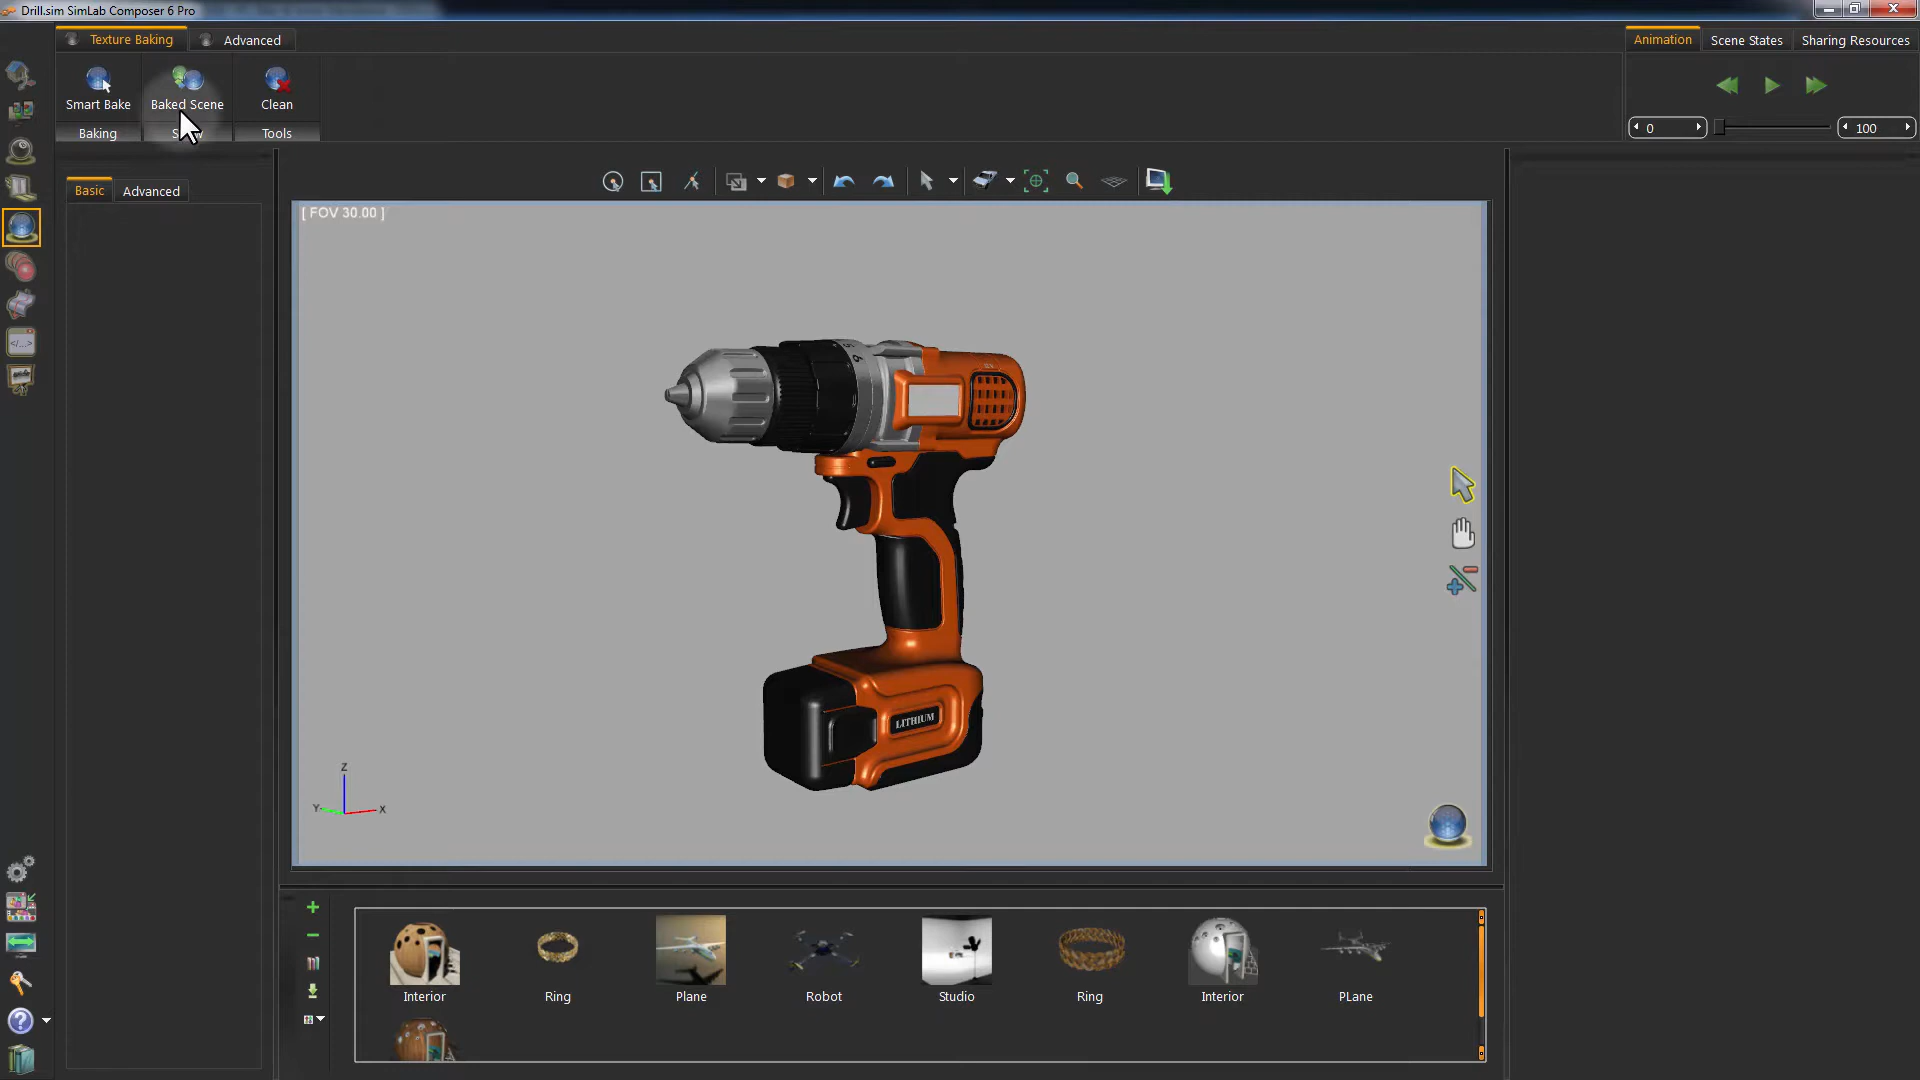 Drill.sim SimLab Composer 6 Pro
Texture Baking
Advanced
Animation
Scene States
Sharing Resources
Smart Bake
Baked Scene
Clean
Baking
Tools
0
100
Basic
Advanced
[ FOV 30.00 ]
6
LITHIUM
Z
Y
X
Interior
Ring
Plane
Robot
Studio
Ring
Interior
PLane